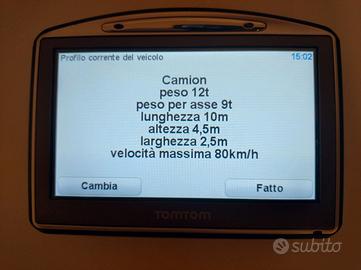 Profilo corrente del veicolo
15:02
Camion
peso 12t
peso per asse 9t
lunghezza 10m
altezza 4,5m
larghezza 2,5m
velocità massima 80km/h
Cambia
Fatto
TOMTOM
subito